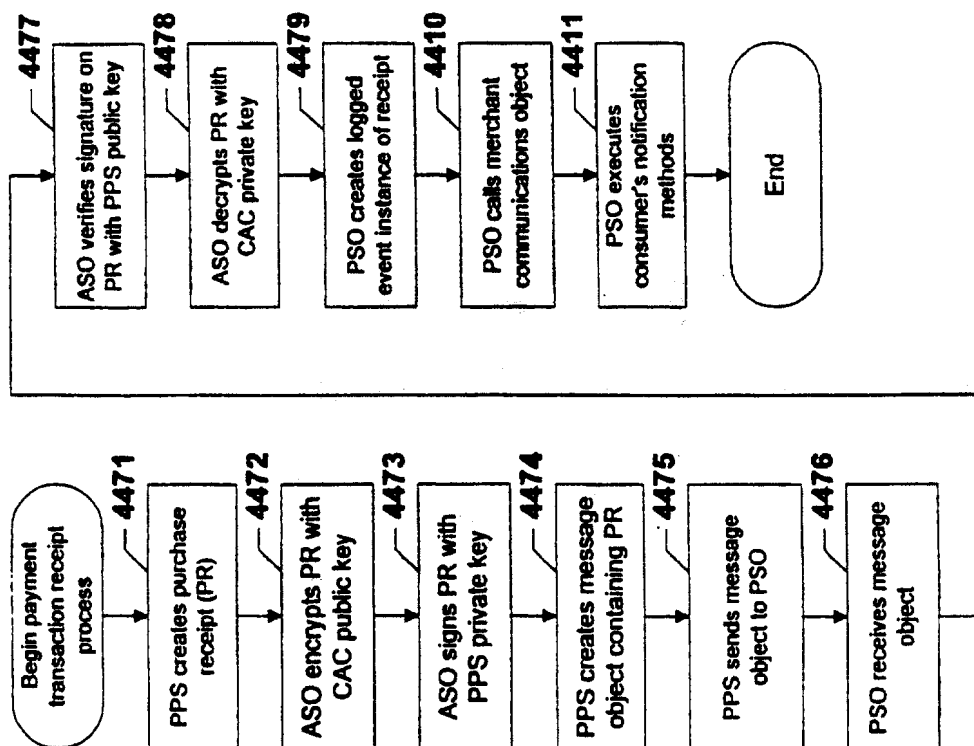 Begin payment
transaction receipt
process
4471
PPS creates purchase
receipt (PR)
4472
ASO encrypts PR with
CAC public key
4473
ASO signs PR with
PPS private key
4474
PPS creates message
object containing PR
4475
PPS sends message
object to PSO
4476
PSO receives message
object
4477
ASO verifies signature on
PR with PPS public key
4478
ASO decrypts PR with
CAC private key
4479
PSO creates logged
event instance of receipt
4410
PSO calls merchant
communications object
4411
PSO executes
consumer's notification
methods
End